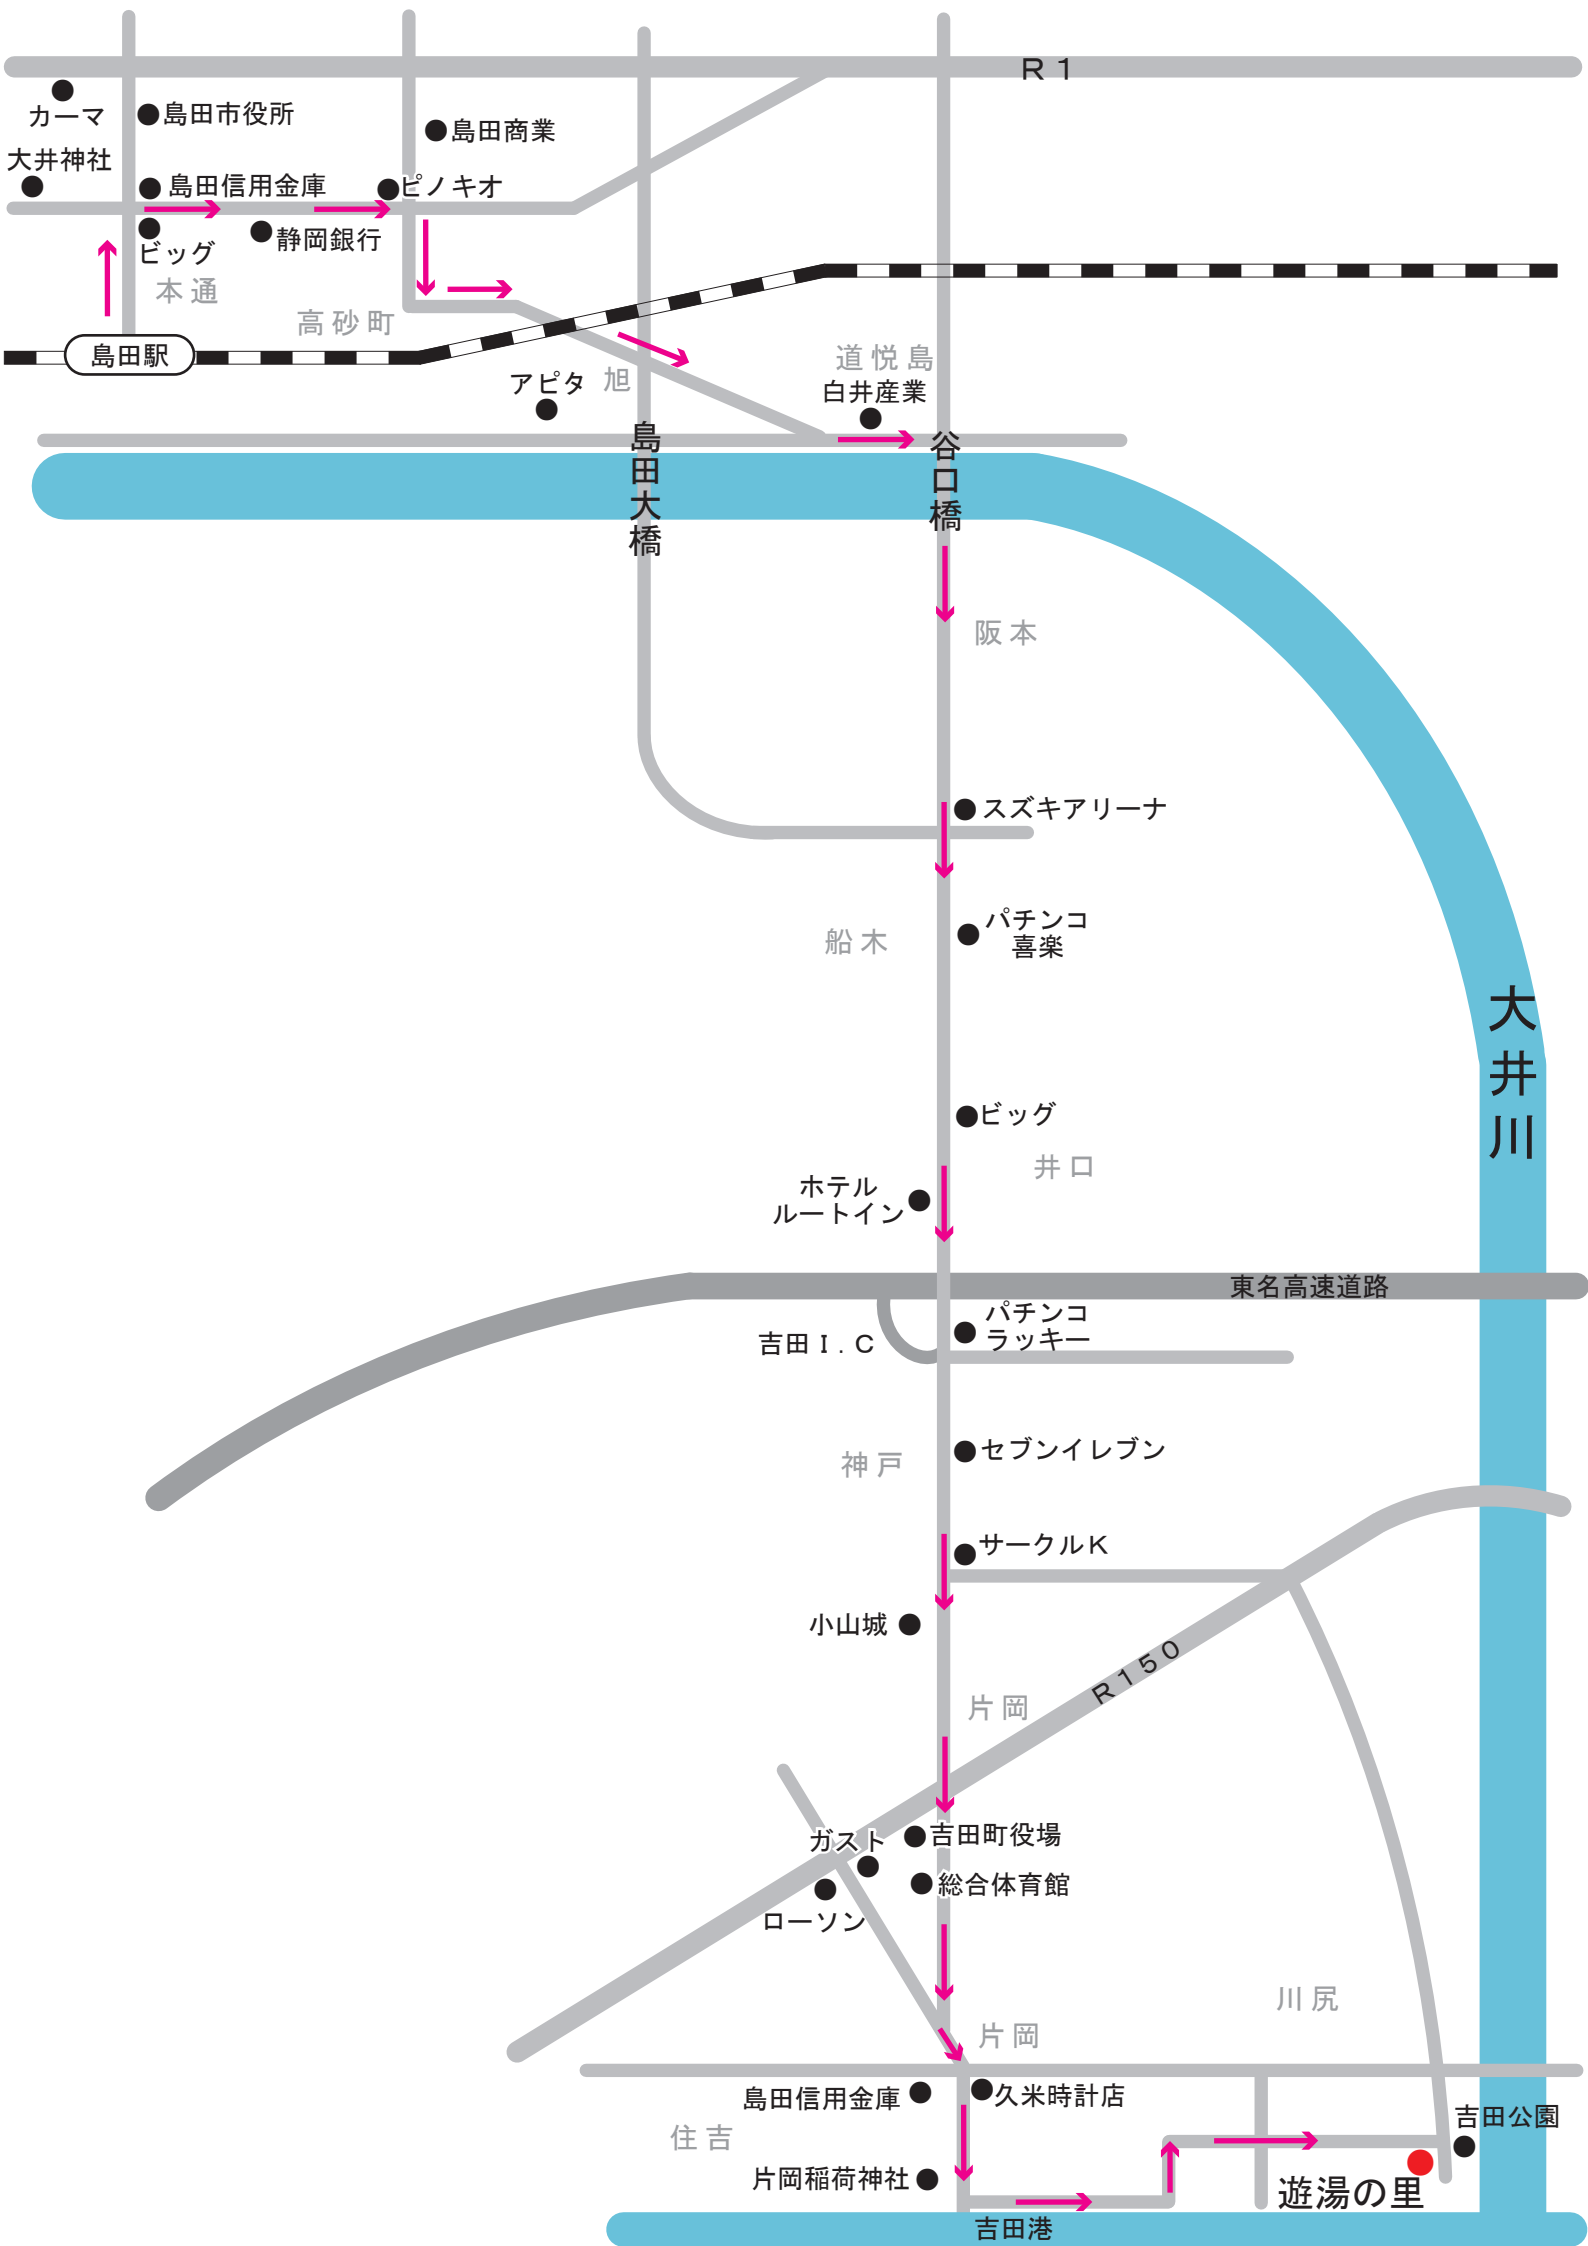 R1
カーマ
島田市役所
島田商業
大井神社
島田信用金庫
ピノキオ
ビッグ
静岡銀行
本通
高砂町
島田駅
アピタ
旭
道悦島
白井産業
島田大橋
谷口橋
阪本
スズキアリーナ
パチンコ
喜楽
船木
大井川
ビッグ
井口
ホテル
ルートイン
東名高速道路
パチンコ
ラッキー
吉田I.C
セブンイレブン
神戸
サークルK
小山城
R150
片岡
ガスト
吉田町役場
総合体育館
ローソン
川尻
片岡
島田信用金庫
久米時計店
吉田公園
住吉
片岡稲荷神社
遊湯の里
吉田港